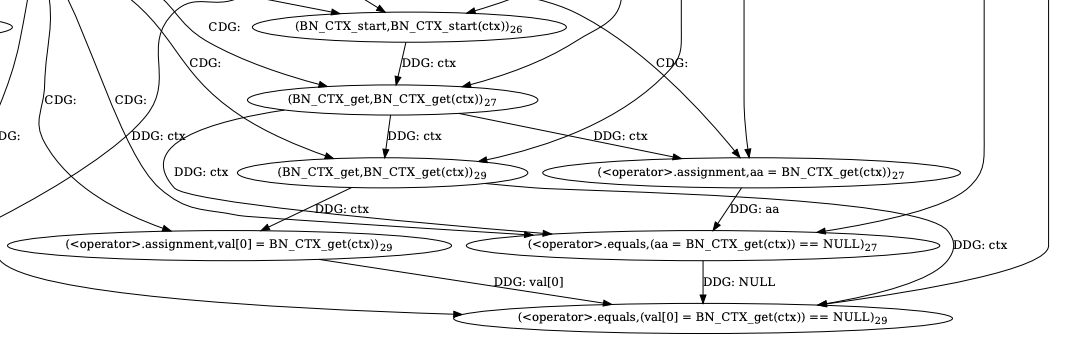 (BN_CTX_start,BN_CTX_start(ctx))26
CDG:
CDG:
DDG: ctx
CDG:
(BN_CTX_get,BN_CTX_get(ctx))27
CDG:
CDG:
DG:
DDG: ctx
DDG: ctx
DDG: ctx
DDG: ctx
(BN_CTX_get,BN_CTX_get(ctx))29
(<operator>.assignment,aa = BN_CTX_get(ctx))27
DDG: ctx
DDG: aa
(<operator>.assignment,val[0] = BN_CTX_get(ctx))29
(<operator>.equals,(aa = BN_CTX_get(ctx)) == NULL)27
DDG: ctx
DDG: val[0]
DDG: NULL
(<operator>.equals,(val[0] = BN_CTX_get(ctx)) == NULL)29